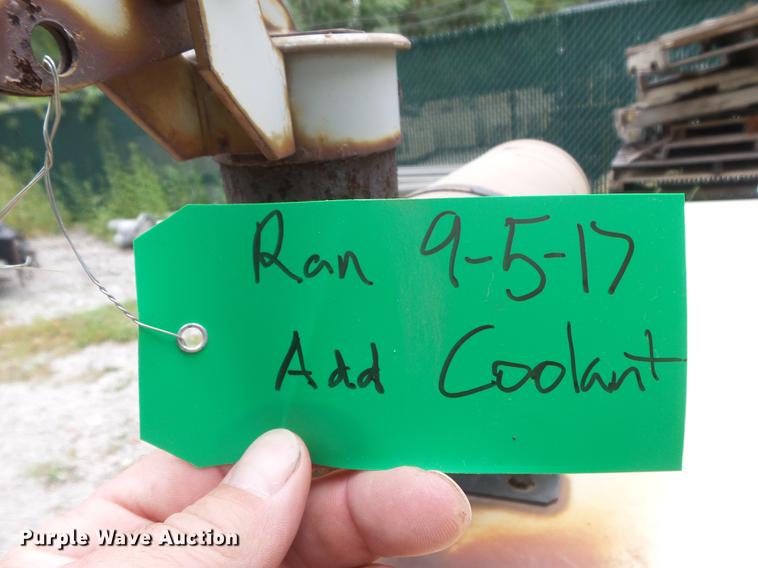 Ran 9-5-17
Add Coolant
Purple Wave Auction